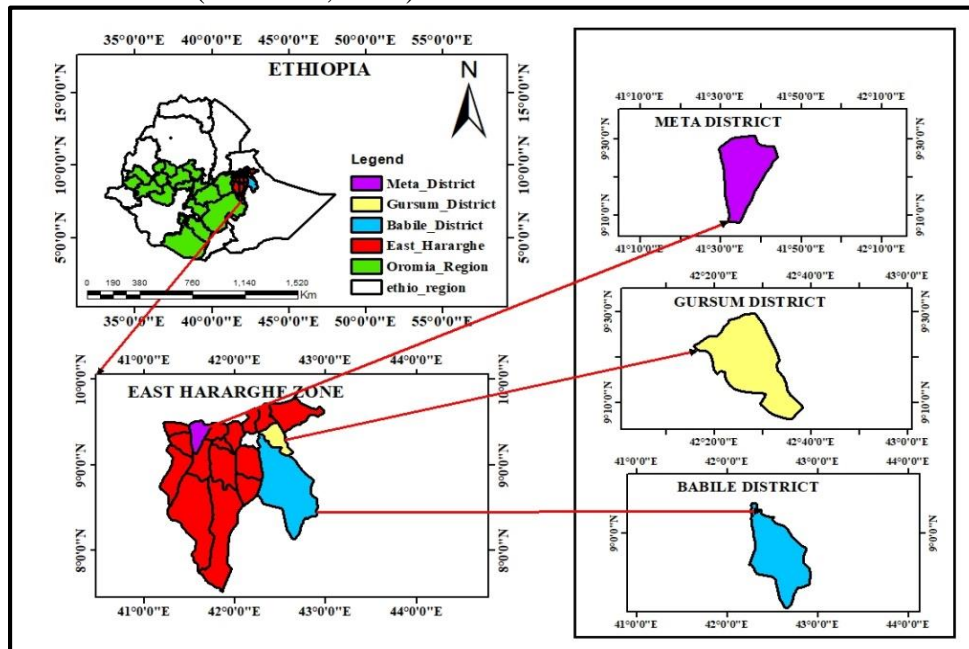 35°0'0"E 40°0'0"E 45°0'0"E 50°0'0"E 55°0'0"E
ETHIOPIA
N
15°0'0"N
10°0'0"N
5°0'0"N
15°0'0"N
10°0'0"N
5°0'0"N
Legend
Meta_District
Gursum_District
Babile_District
East_Hararghe
Oromia_Region
ethio_region
0 190 380 760 1,140 1,520
Km
35°0'0"E 40°0'0"E 45°0'0"E 50°0'0"E 55°0'0"E
41°0'0"E 42°0'0"E 43°0'0"E 44°0'0"E
EAST HARARGHE ZONE
10°0'0"N
9°0'0"N
8°0'0"N
10°0'0"N
9°0'0"N
8°0'0"N
41°0'0"E 42°0'0"E 43°0'0"E 44°0'0"E
41°10'0"E 41°30'0"E 41°50'0"E 42°10'0"E
META DISTRICT
9°30'0"N
9°10'0"N
9°30'0"N
9°10'0"N
41°10'0"E 41°30'0"E 41°50'0"E 42°10'0"E
42°20'0"E 42°40'0"E 43°0'0"E
GURSUM DISTRICT
9°30'0"N
9°10'0"N
9°30'0"N
9°10'0"N
42°20'0"E 42°40'0"E 43°0'0"E
41°0'0"E 42°0'0"E 43°0'0"E 44°0'0"E
BABILE DISTRICT
9°0'0"N
9°0'0"N
41°0'0"E 42°0'0"E 43°0'0"E 44°0'0"E